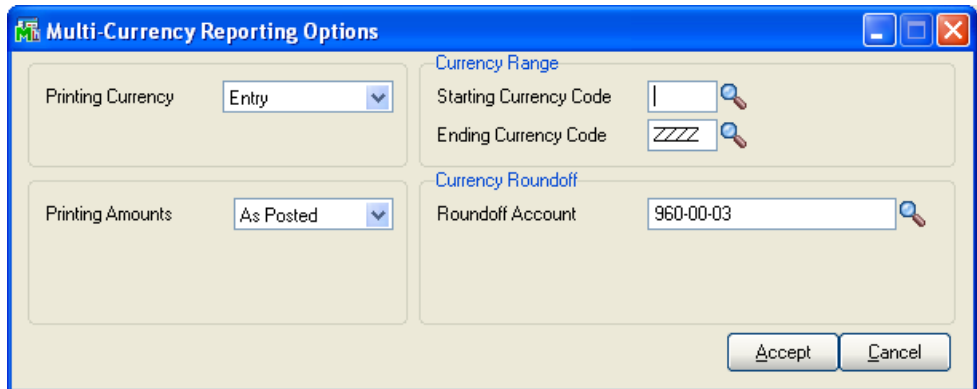 Multi-Currency Reporting Options
Printing Currency Entry
Currency Range
Starting Currency Code
Ending Currency Code ZZZZ
Printing Amounts As Posted
Currency Roundoff
Roundoff Account 960-00-03
Accept Cancel